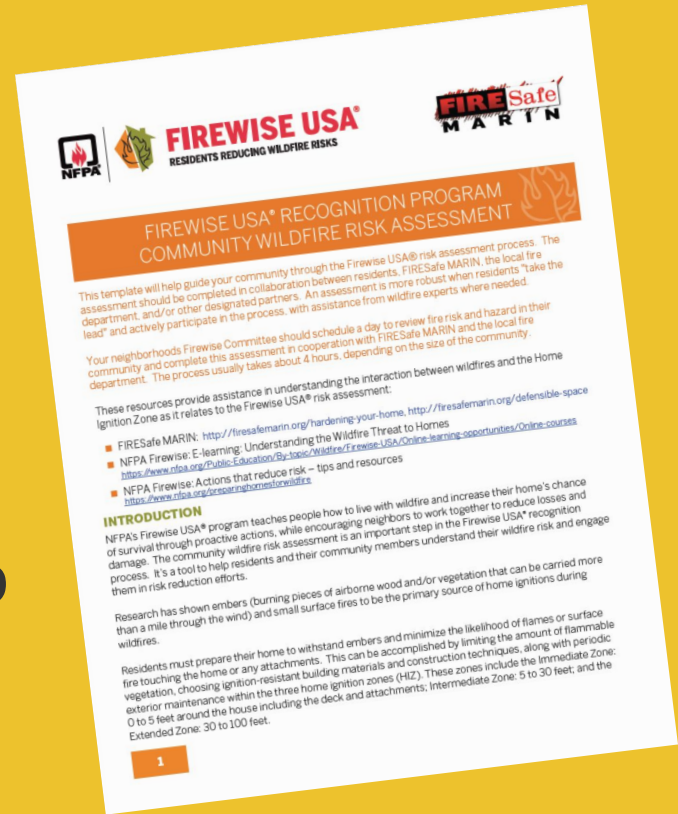 NFPA®
FIREWISE USA®
RESIDENTS REDUCING WILDFIRE RISKS
FIRE Safe
MARIN
FIREWISE USA® RECOGNITION PROGRAM
COMMUNITY WILDFIRE RISK ASSESSMENT
This template will help guide your community through the Firewise USA® risk assessment process. The
assessment should be completed in collaboration between residents, FIRESafe MARIN, the local fire
department, and/or other designated partners. An assessment is more robust when residents "take the
lead" and actively participate in the process, with assistance from wildfire experts where needed.
Your neighborhoods Firewise Committee should schedule a day to review fire risk and hazard in their
community and complete this assessment in cooperation with FIRESafe MARIN and the local fire
department. The process usually takes about 4 hours, depending on the size of the community.
These resources provide assistance in understanding the interaction between wildfires and the Home
Ignition Zone as it relates to the Firewise USA® risk assessment:
FIRESafe MARIN: http://firesafemarin.org/hardening-your-home, http://firesafemarin.org/defensible-space
NFPA Firewise: E-learning: Understanding the Wildfire Threat to Homes
https://www.nfpa.org/Public-Education/By-topic/Wildfire/Firewise-USA/Online-learning-opportunities/Online-courses
NFPA Firewise: Actions that reduce risk – tips and resources
https://www.nfpa.org/preparinghomesforwildfire
INTRODUCTION
NFPA's Firewise USA® program teaches people how to live with wildfire and increase their home's chance
of survival through proactive actions, while encouraging neighbors to work together to reduce losses and
damage. The community wildfire risk assessment is an important step in the Firewise USA® recognition
process. It's a tool to help residents and their community members understand their wildfire risk and engage
them in risk reduction efforts.
Research has shown embers (burning pieces of airborne wood and/or vegetation that can be carried more
than a mile through the wind) and small surface fires to be the primary source of home ignitions during
wildfires.
Residents must prepare their home to withstand embers and minimize the likelihood of flames or surface
fire touching the home or any attachments. This can be accomplished by limiting the amount of flammable
vegetation, choosing ignition-resistant building materials and construction techniques, along with periodic
exterior maintenance within the three home ignition zones (HIZ). These zones include the Immediate Zone:
0 to 5 feet around the house including the deck and attachments; Intermediate Zone: 5 to 30 feet; and the
Extended Zone: 30 to 100 feet.
1